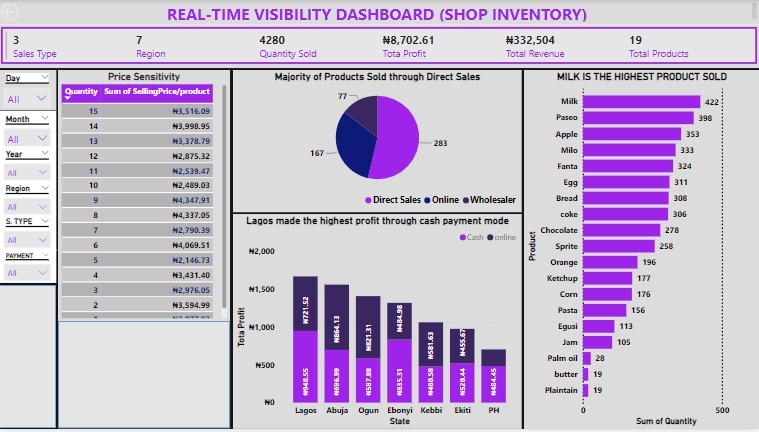 REAL-TIME VISIBILITY DASHBOARD (SHOP INVENTORY)
3 7 4280 ₦8,702.61 ₦332,504 19
Sales Type Region Quantity Sold Tota Profit Total Revenue Total Products
Day
All
Month
All
Year
All
Region
All
S. TYPE
All
PAYMENT
All
Price Sensitivity
Quantity Sum of SellingPrice/product
15 ₦3,516.09
14 ₦3,998.95
13 ₦3,378.79
12 ₦2,875.32
11 ₦2,539.47
10 ₦2,489.03
9 ₦4,347.91
8 ₦4,337.05
7 ₦2,790.39
6 ₦4,069.51
5 ₦2,146.73
4 ₦3,431.40
3 ₦2,976.05
2 ₦3,594.99
Majority of Products Sold through Direct Sales
77
167
283
Direct Sales Online Wholesaler
Lagos made the highest profit through cash payment mode
Cash online
Tota Profit
₦2,000
₦1,500
₦1,000
₦500
₦0
₦721.52 ₦864.13 ₦821.31 ₦484.98 ₦581.63 ₦455.67
₦948.55 ₦696.99 ₦587.88 ₦835.31 ₦480.58 ₦520.44 ₦484.45
Lagos Abuja Ogun Ebonyi Kebbi Ekiti PH
State
MILK IS THE HIGHEST PRODUCT SOLD
Product
Milk 422
Paseo 398
Apple 353
Milo 333
Fanta 324
Egg 311
Bread 308
coke 306
Chocolate 278
Sprite 258
Orange 196
Ketchup 177
Corn 176
Pasta 156
Egusi 113
Jam 105
Palm oil 28
butter 19
Plaintain 19
0 500
Sum of Quantity